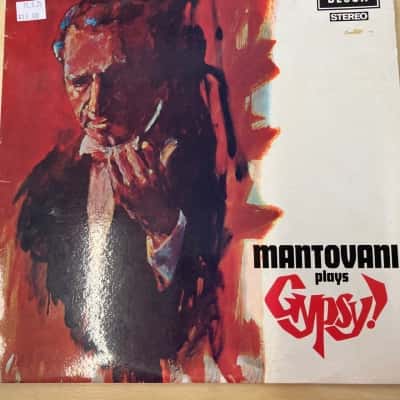 DECCA
STEREO
MANTOVANI
plays
Gypsy!